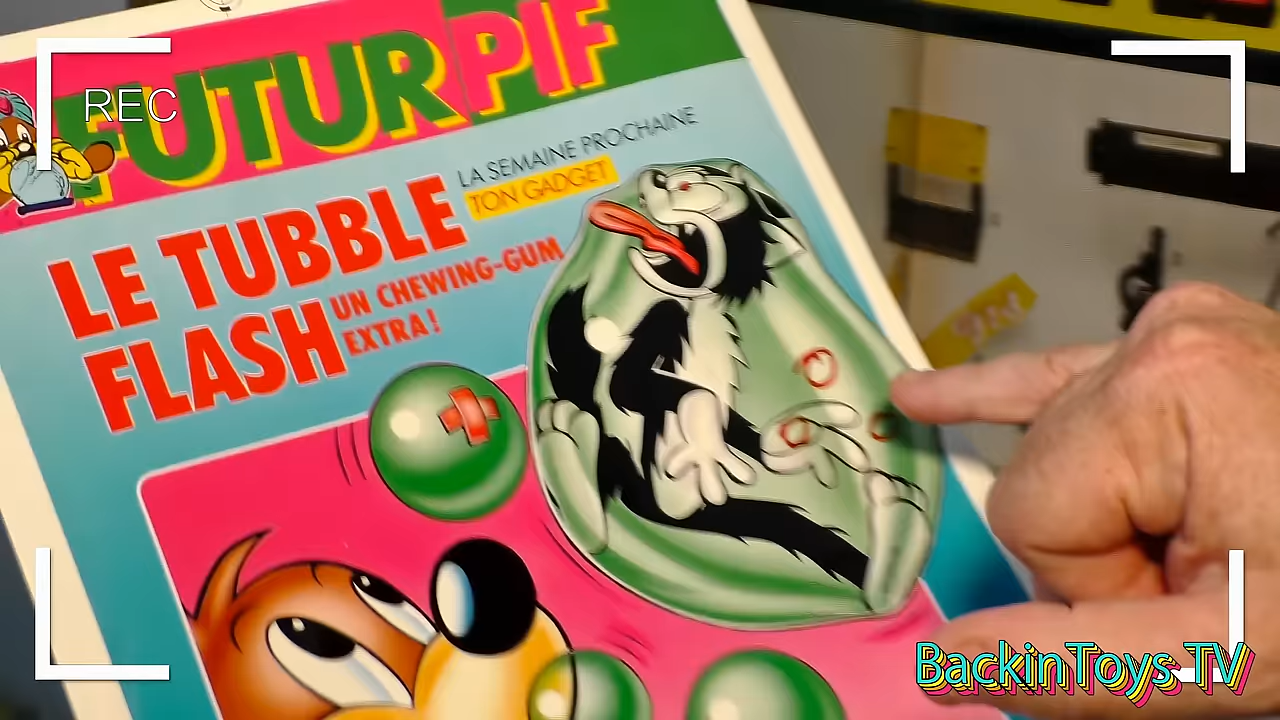 FUTUR PIF
REC
LA SEMAINE PROCHAINE
TON GADGET
LE TUBBLE
FLASH
UN CHEWING-GUM
EXTRA!
BackinToys TV